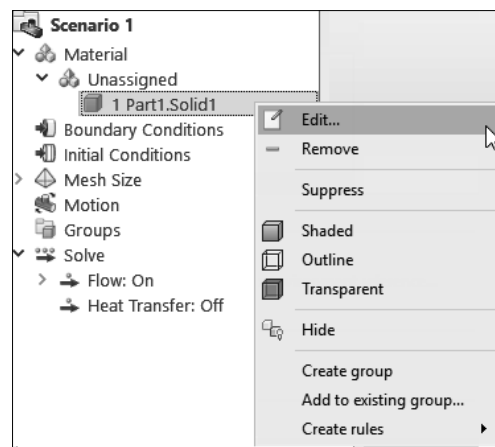 Scenario 1
Material
Unassigned
1 Part1.Solid1
Boundary Conditions
Initial Conditions
Mesh Size
Motion
Groups
Solve
Flow: On
Heat Transfer: Off
Edit...
Remove
Suppress
Shaded
Outline
Transparent
Hide
Create group
Add to existing group...
Create rules